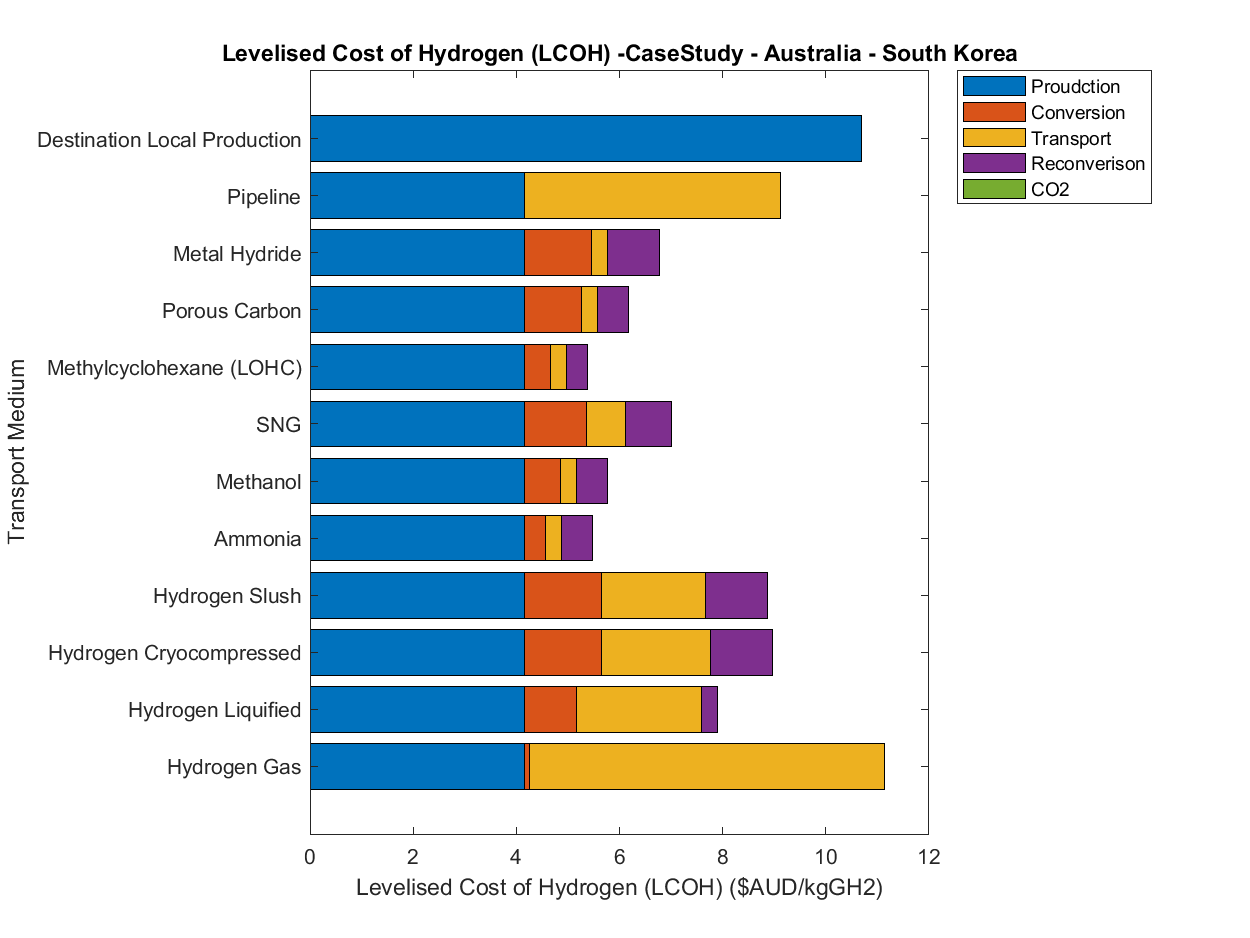 Levelised Cost of Hydrogen (LCOH) -CaseStudy - Australia - South Korea
Proudction
Conversion
Transport
Reconverison
CO2
Transport Medium
Destination Local Production
Pipeline
Metal Hydride
Porous Carbon
Methylcyclohexane (LOHC)
SNG
Methanol
Ammonia
Hydrogen Slush
Hydrogen Cryocompressed
Hydrogen Liquified
Hydrogen Gas
0 2 4 6 8 10 12
Levelised Cost of Hydrogen (LCOH) ($AUD/kgGH2)